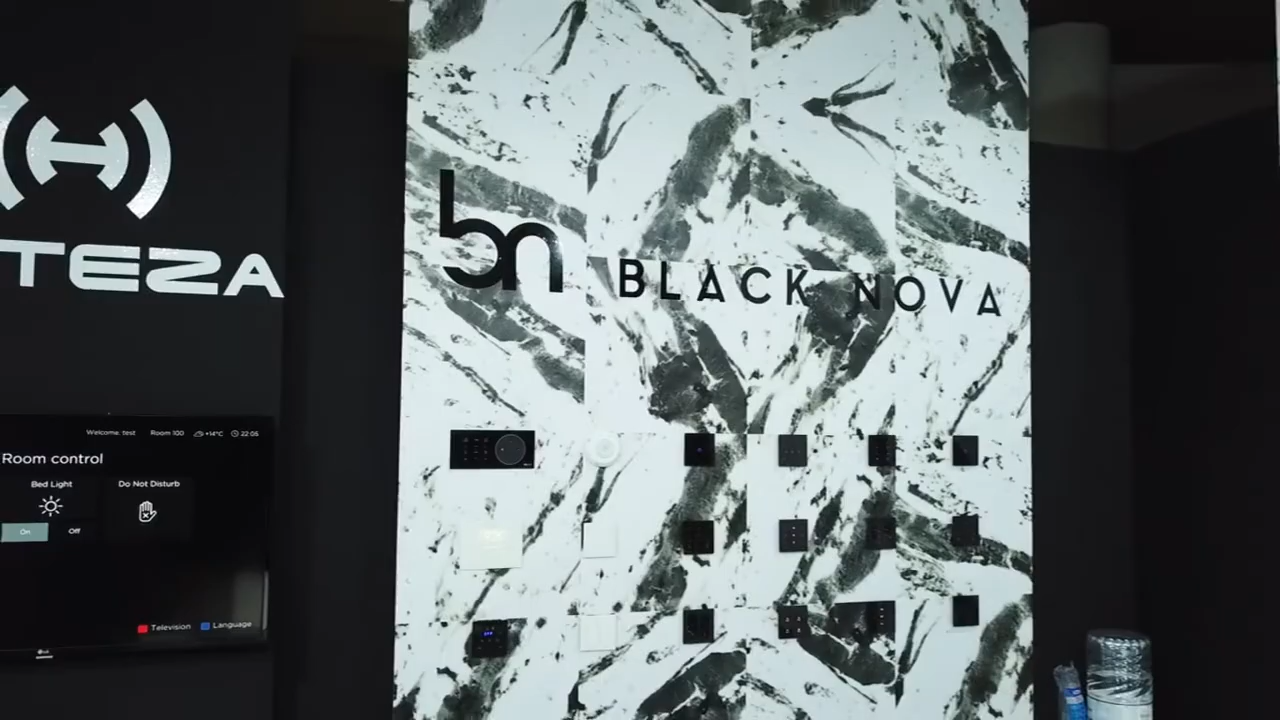 TEZA
bn BLACK NOVA
Welcome, test Room 100 +14°C 22:05
Room control
Bed Light Do Not Disturb
On Off
Television Language
LG